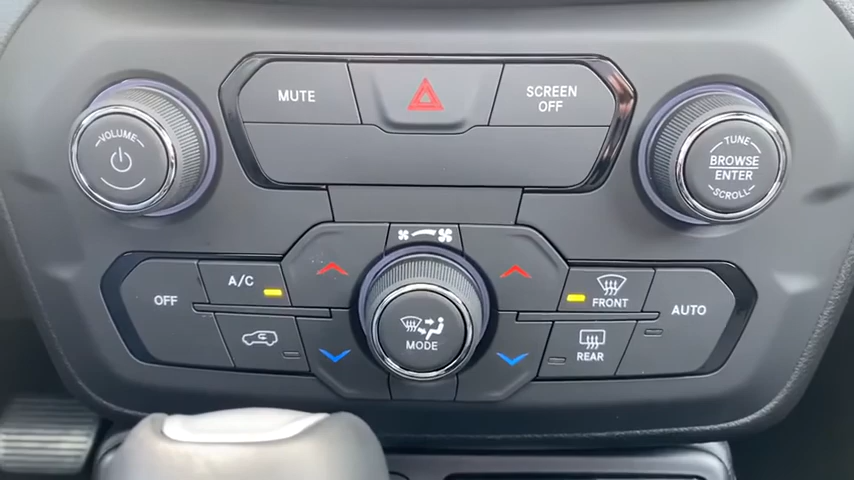 MUTE
SCREEN
OFF
VOLUME
TUNE
BROWSE
ENTER
SCROLL
OFF
A/C
FRONT
AUTO
MODE
REAR